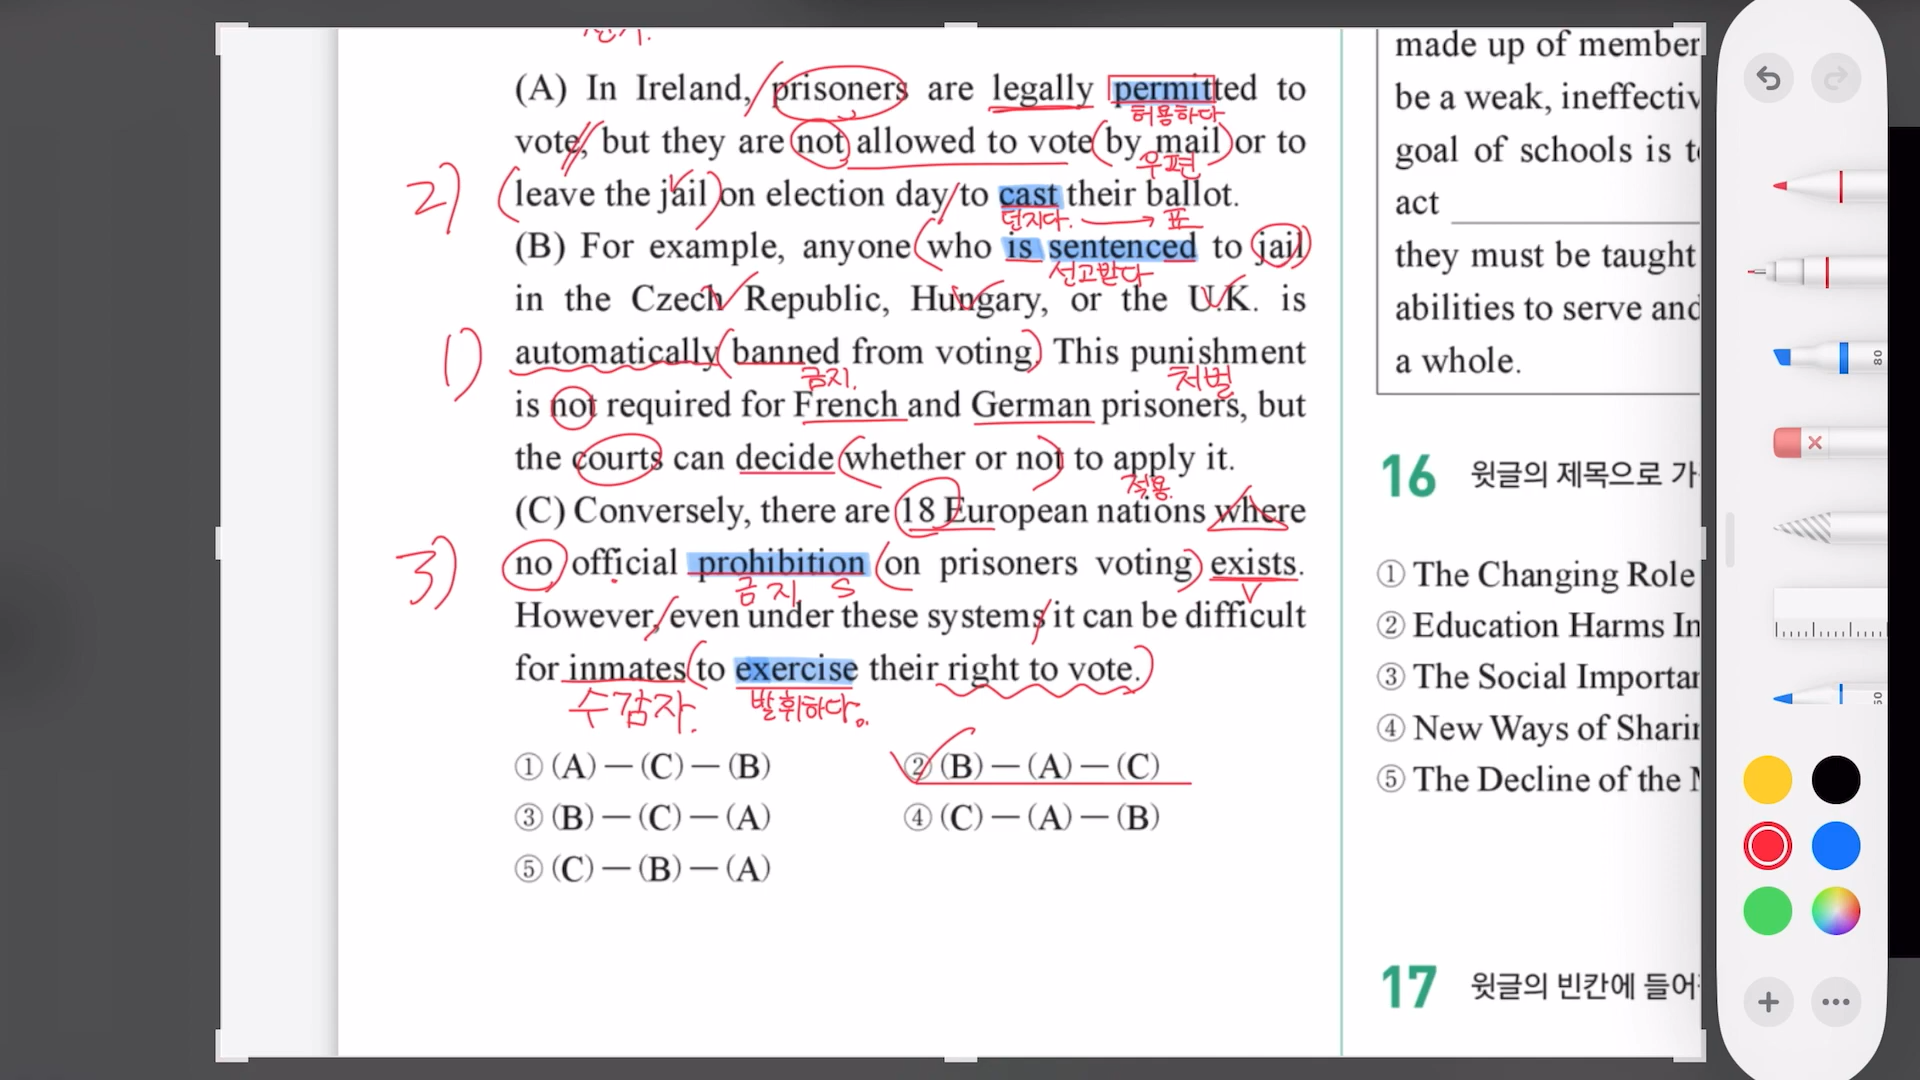 (A) In Ireland, prisoners are legally permitted to
허용하다
vote, but they are not allowed to vote by mail or to
우편
2) leave the jail on election day to cast their ballot.
던지다. 표
(B) For example, anyone who is sentenced to jail
선고받다
in the Czech Republic, Hungary, or the U.K. is
1) automatically banned from voting. This punishment
금지. 처벌
is not required for French and German prisoners, but
the courts can decide whether or not to apply it.
적용.
(C) Conversely, there are 18 European nations where
3) no official prohibition on prisoners voting exists.
금지 S V
However, even under these systems it can be difficult
for inmates to exercise their right to vote.
수감자. 발휘하다.
① (A) — (C) — (B) ② (B) — (A) — (C)
③ (B) — (C) — (A) ④ (C) — (A) — (B)
⑤ (C) — (B) — (A)
made up of member
be a weak, ineffectiv
goal of schools is t
act
they must be taught
abilities to serve and
a whole.
16 윗글의 제목으로 가
① The Changing Role
② Education Harms In
③ The Social Importan
④ New Ways of Sharin
⑤ The Decline of the
17 윗글의 빈칸에 들어
80
50